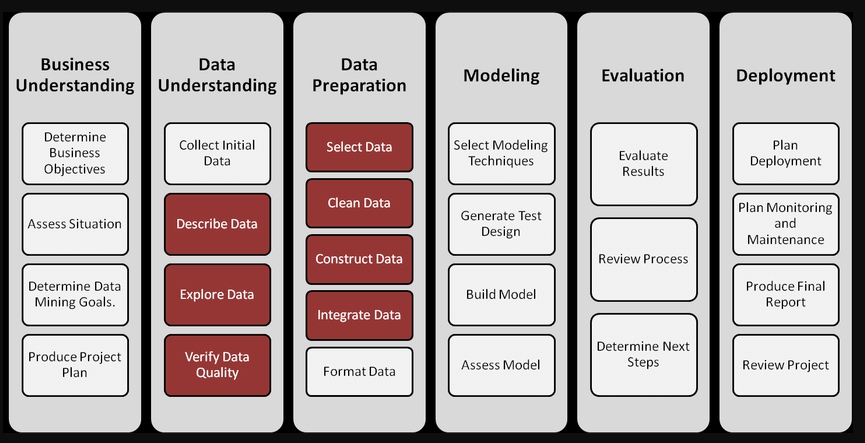 Business
Understanding
Determine
Business
Objectives
Assess Situation
Determine Data
Mining Goals.
Produce Project
Plan
Data
Understanding
Collect Initial
Data
Describe Data
Explore Data
Verify Data
Quality
Data
Preparation
Select Data
Clean Data
Construct Data
Integrate Data
Format Data
Modeling
Select Modeling
Techniques
Generate Test
Design
Build Model
Assess Model
Evaluation
Evaluate
Results
Review Process
Determine Next
Steps
Deployment
Plan
Deployment
Plan Monitoring
and
Maintenance
Produce Final
Report
Review Project